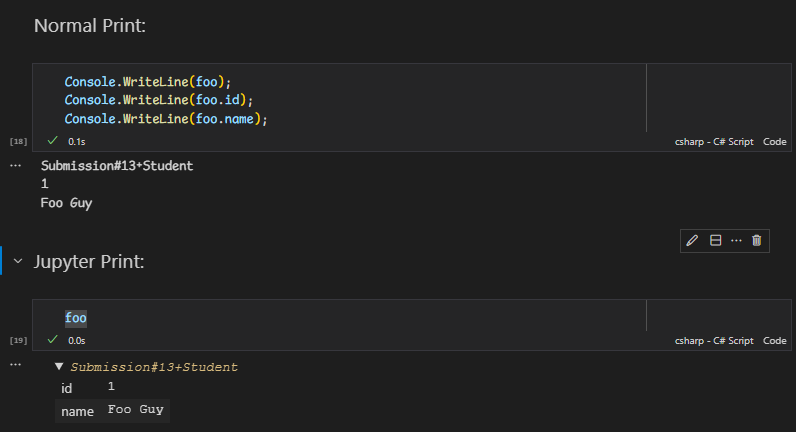 Normal Print:
Console.WriteLine(foo);
Console.WriteLine(foo.id);
Console.WriteLine(foo.name);
[18]
0.1s
csharp - C# Script Code
Submission#13+Student
1
Foo Guy
Jupyter Print:
foo
[19]
0.0s
csharp - C# Script Code
Submission#13+Student
id 1
name Foo Guy